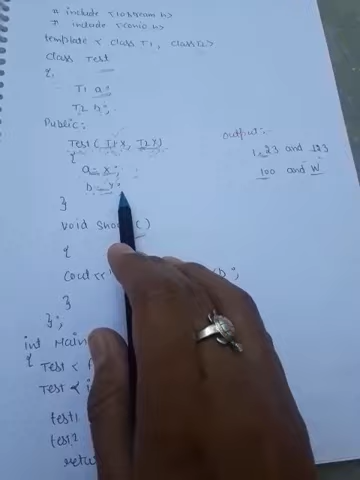 # include <iostream.h>
# include <conio.h>
template < class T1, class T2>
class Test
{
T1 a;
T2 b;
Public:
Test( T1 x, T2 y)
{
a = x;
b = y;
}
void show( )
{
cout <<
b;
}
};
int main
{
Test <
Test <
test1
test2
retu
output:-
1.23 and 123
100 and W